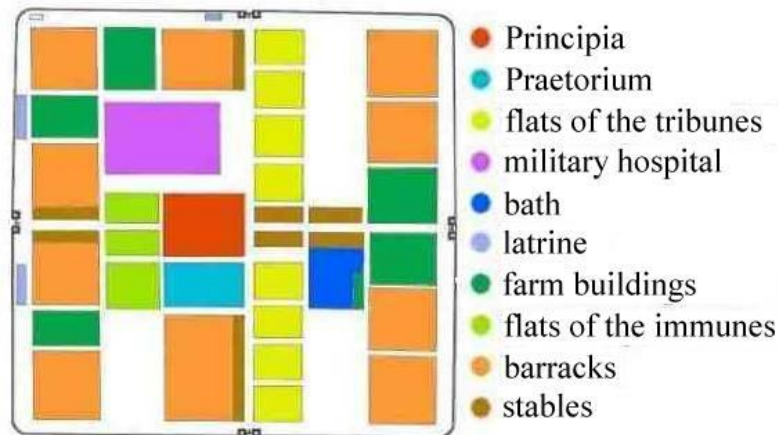 Principia
Praetorium
flats of the tribunes
military hospital
bath
latrine
farm buildings
flats of the immunes
barracks
stables